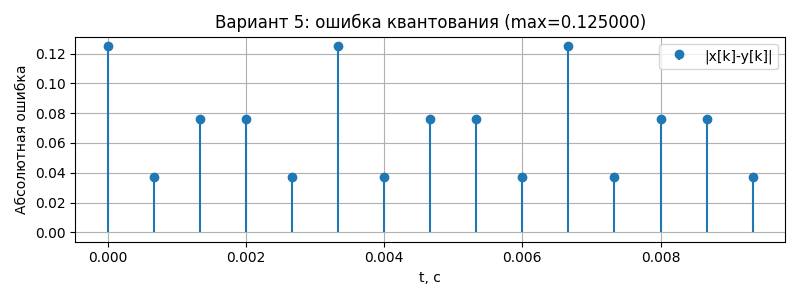 Вариант 5: ошибка квантования (max=0.125000)
|x[k]-y[k]|
Абсолютная ошибка
0.12
0.10
0.08
0.06
0.04
0.02
0.00
0.000 0.002 0.004 0.006 0.008
t, с